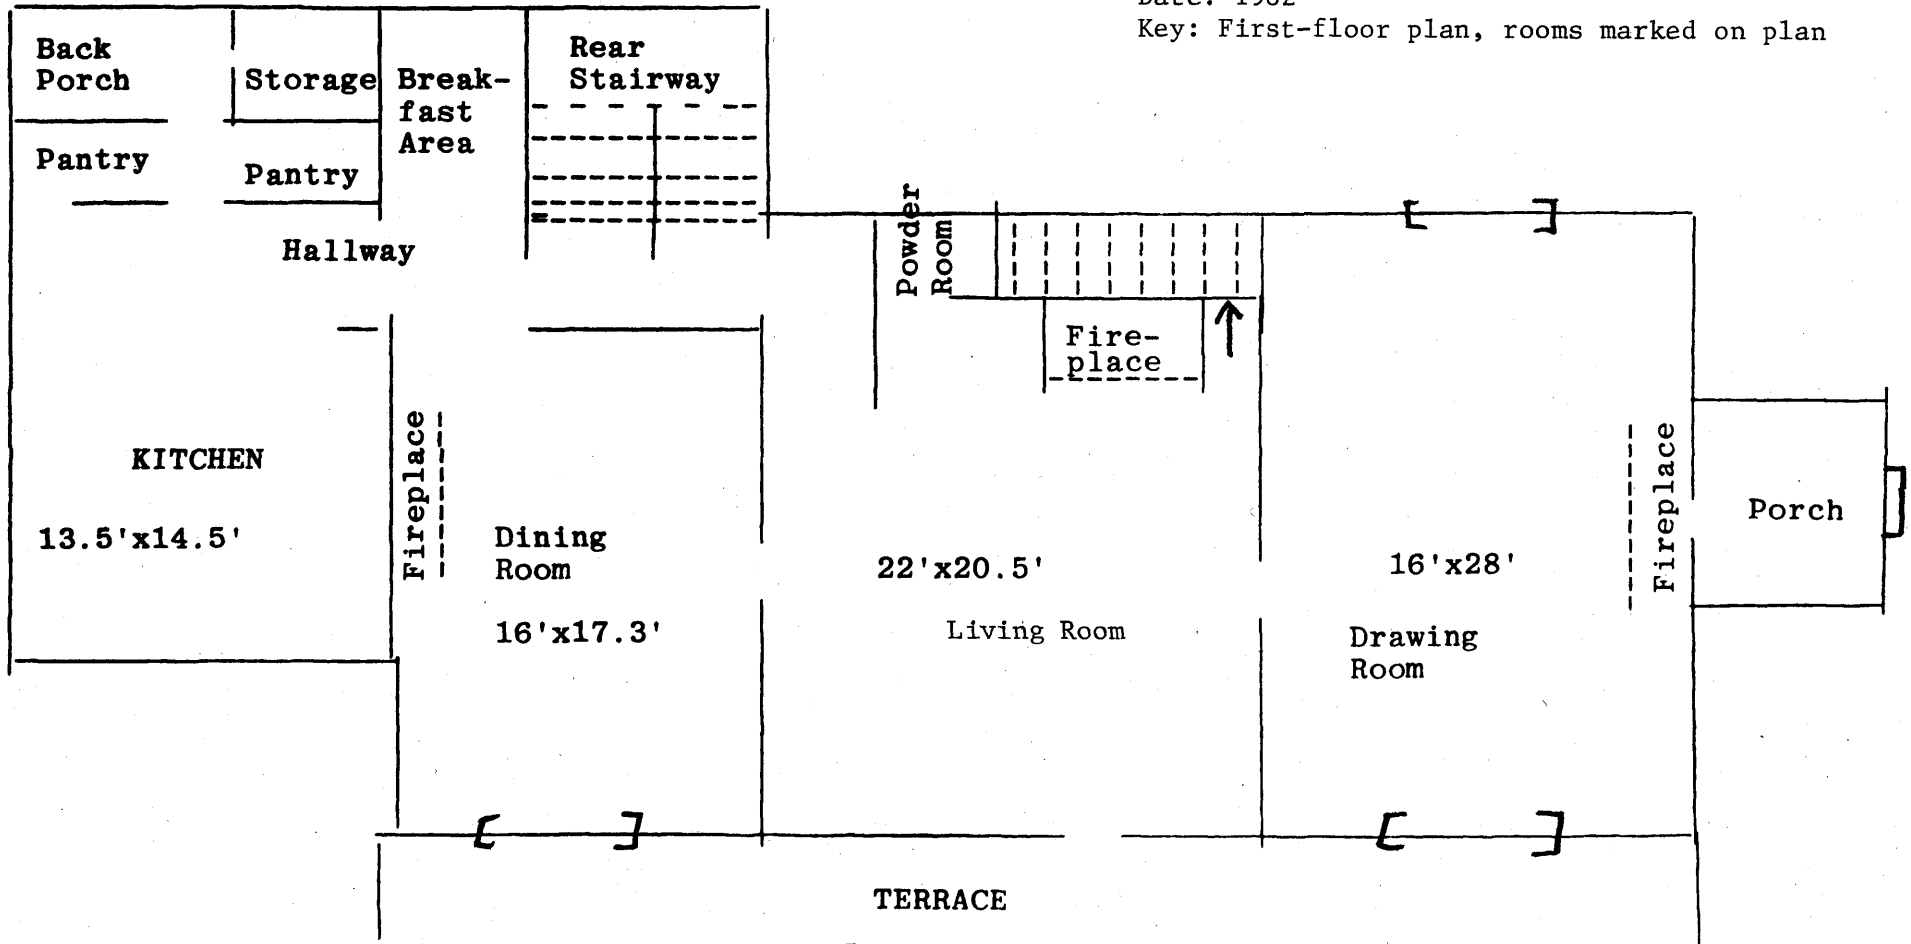 Date: 1982
Key: First-floor plan, rooms marked on plan
Back
Porch
Storage
Break-
fast
Area
Rear
Stairway
Pantry
Pantry
Hallway
Powder
Room
Fire-
place
KITCHEN
13.5'x14.5'
Fireplace
Dining
Room
16'x17.3'
22'x20.5'
Living Room
16'x28'
Drawing
Room
Fireplace
Porch
TERRACE